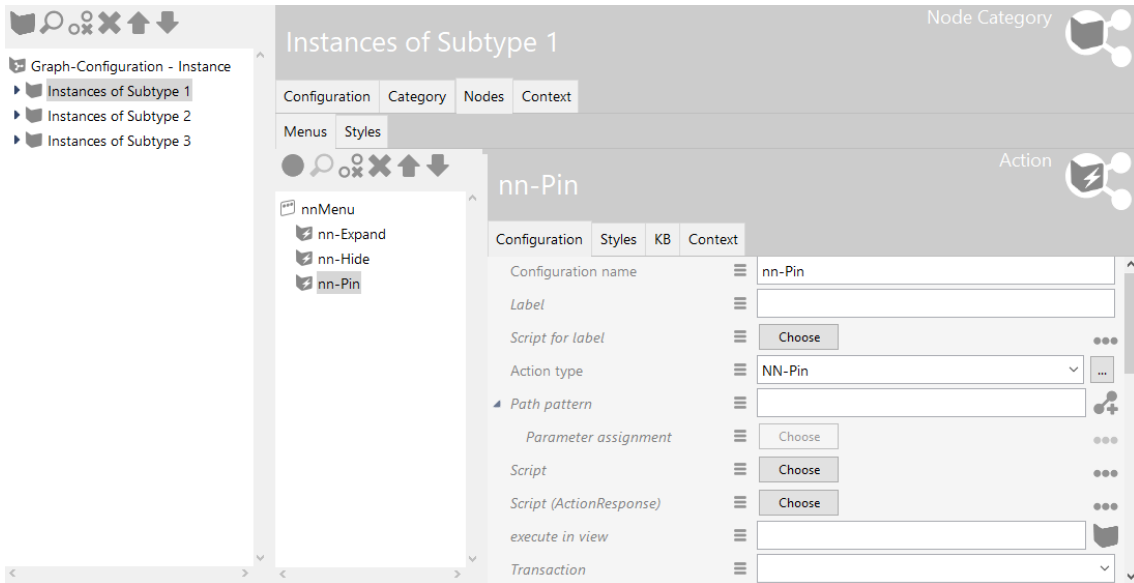 Graph-Configuration - Instance
Instances of Subtype 1
Instances of Subtype 2
Instances of Subtype 3
Node Category
Instances of Subtype 1
Configuration Category Nodes Context
Menus Styles
nnMenu
nn-Expand
nn-Hide
nn-Pin
Action
nn-Pin
Configuration Styles KB Context
Configuration name nn-Pin
Label
Script for label Choose
Action type NN-Pin ...
Path pattern
Parameter assignment Choose
Script Choose
Script (ActionResponse) Choose
execute in view
Transaction